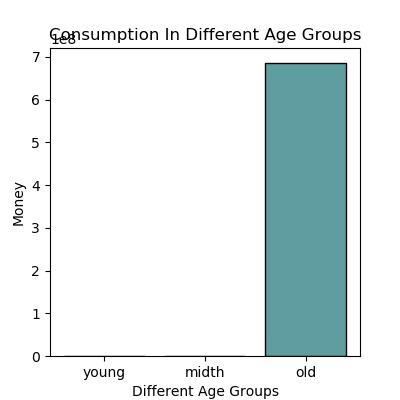 Consumption In Different Age Groups
1e8
7
6
5
4
3
2
1
0
Money
young midth old
Different Age Groups